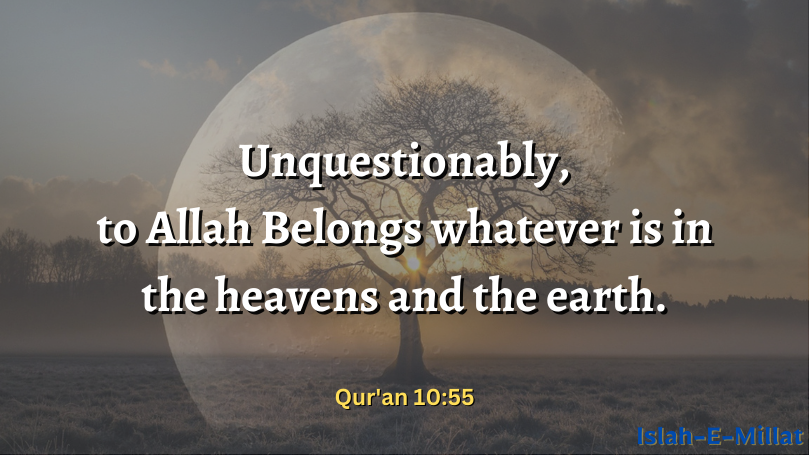 Unquestionably,
to Allah Belongs whatever is in
the heavens and the earth.
Qur'an 10:55
Islah-E-Millat